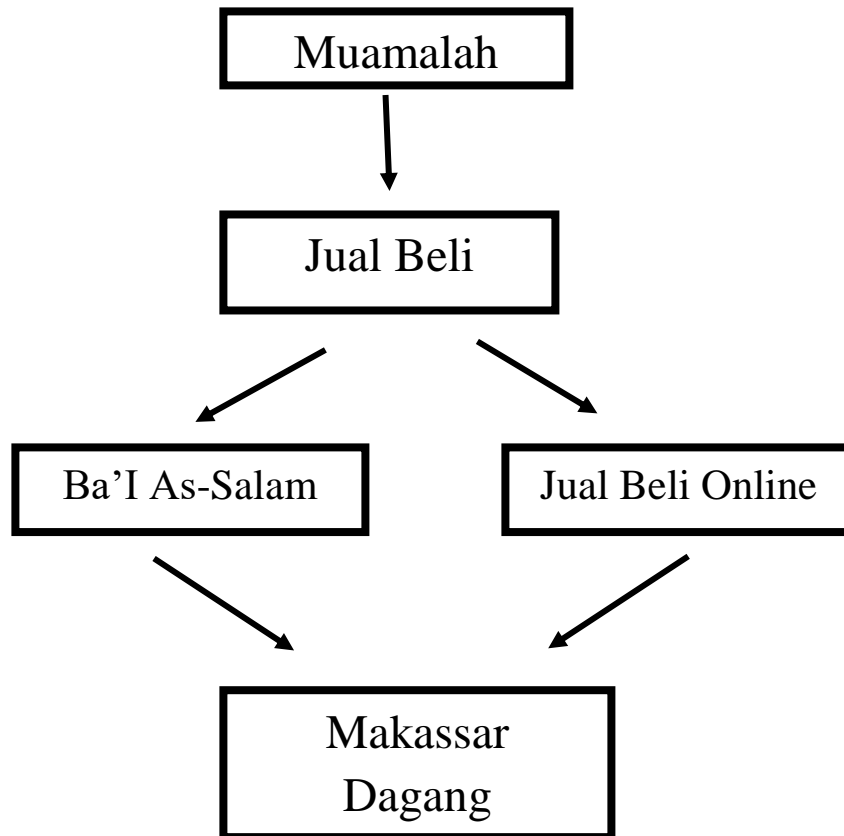 Muamalah
Jual Beli
Ba’I As-Salam
Jual Beli Online
Makassar
Dagang